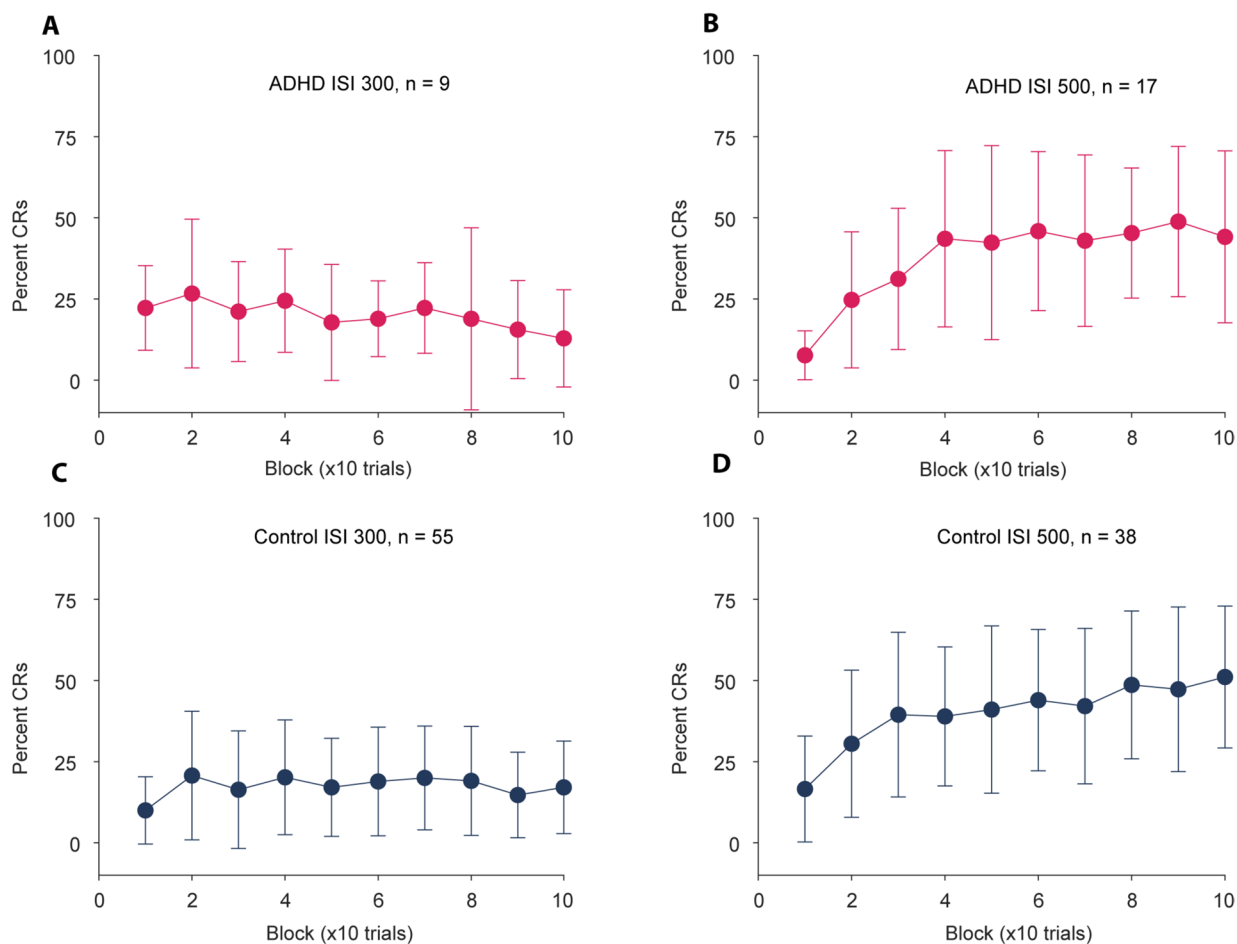 A
ADHD ISI 300, n = 9
Percent CRs
100
75
50
25
0
0 2 4 6 8 10
Block (x10 trials)
B
ADHD ISI 500, n = 17
Percent CRs
100
75
50
25
0
0 2 4 6 8 10
Block (x10 trials)
C
Control ISI 300, n = 55
Percent CRs
100
75
50
25
0
0 2 4 6 8 10
Block (x10 trials)
D
Control ISI 500, n = 38
Percent CRs
100
75
50
25
0
0 2 4 6 8 10
Block (x10 trials)